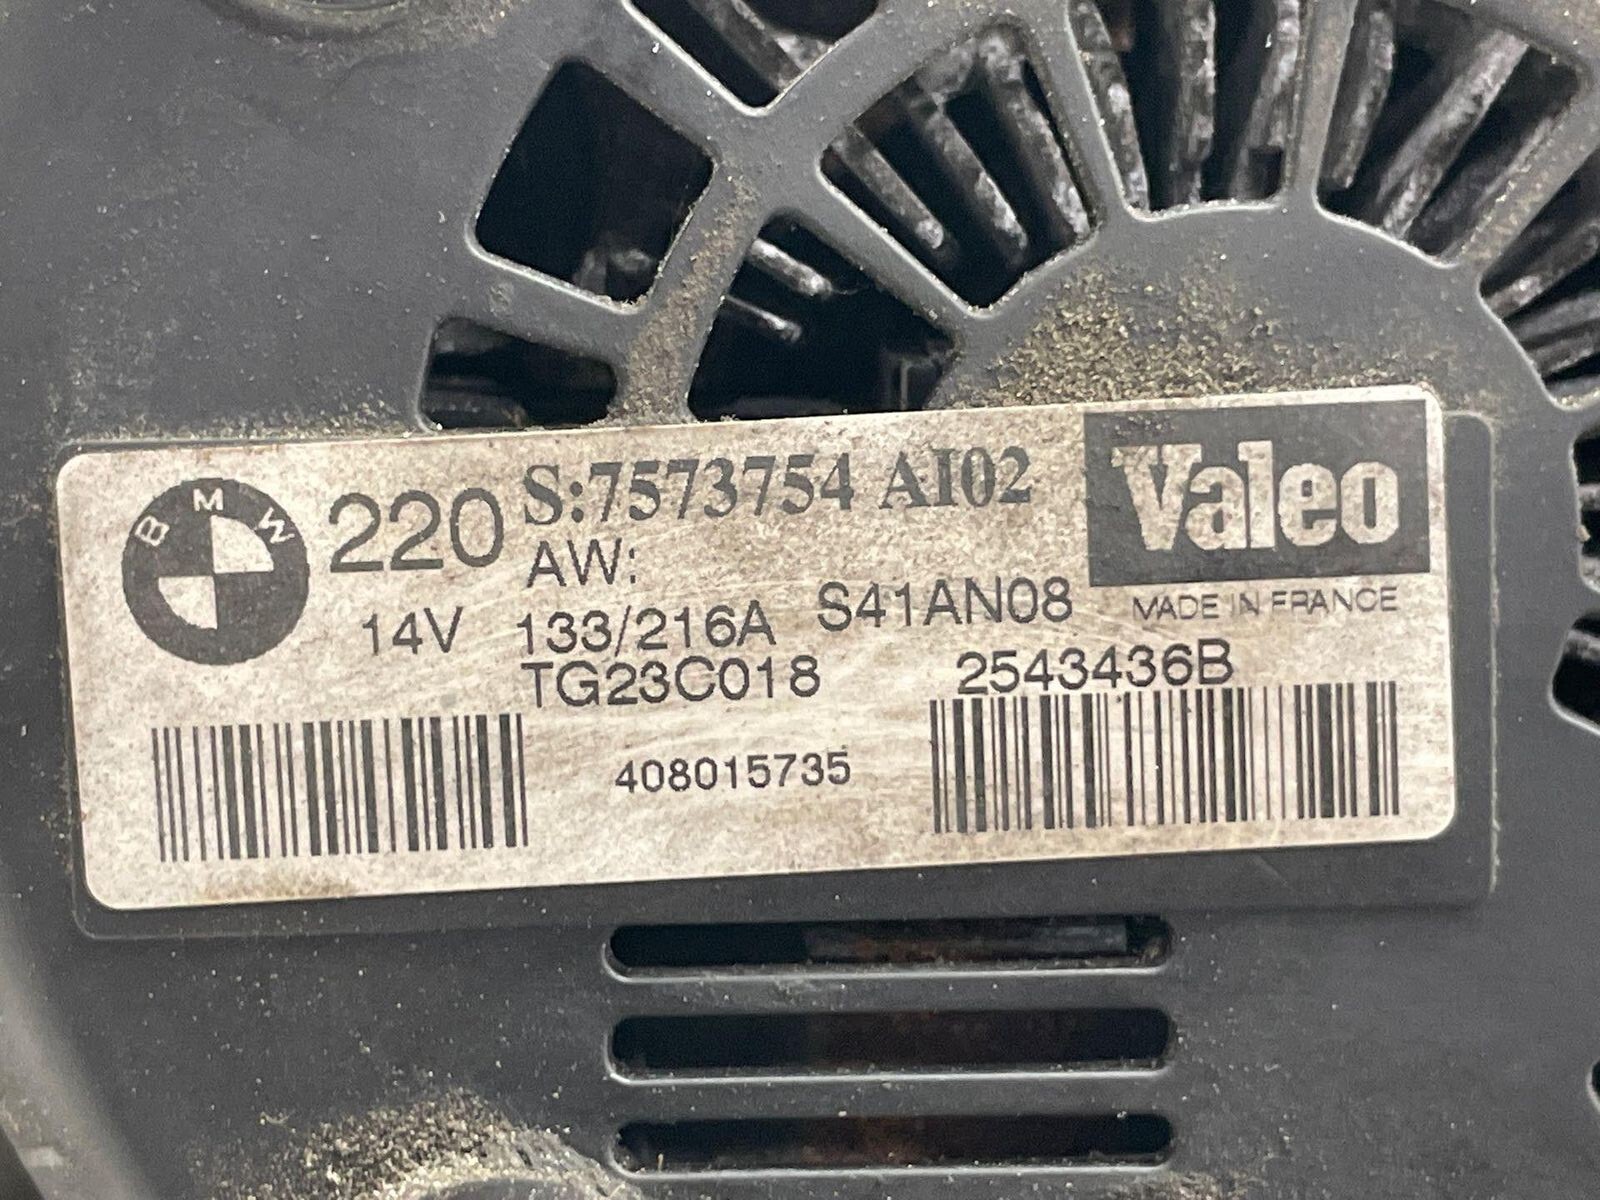 BMW
220 S:7573754 AI02
AW:
Valeo
14V 133/216A S41AN08
MADE IN FRANCE
TG23C018 2543436B
408015735